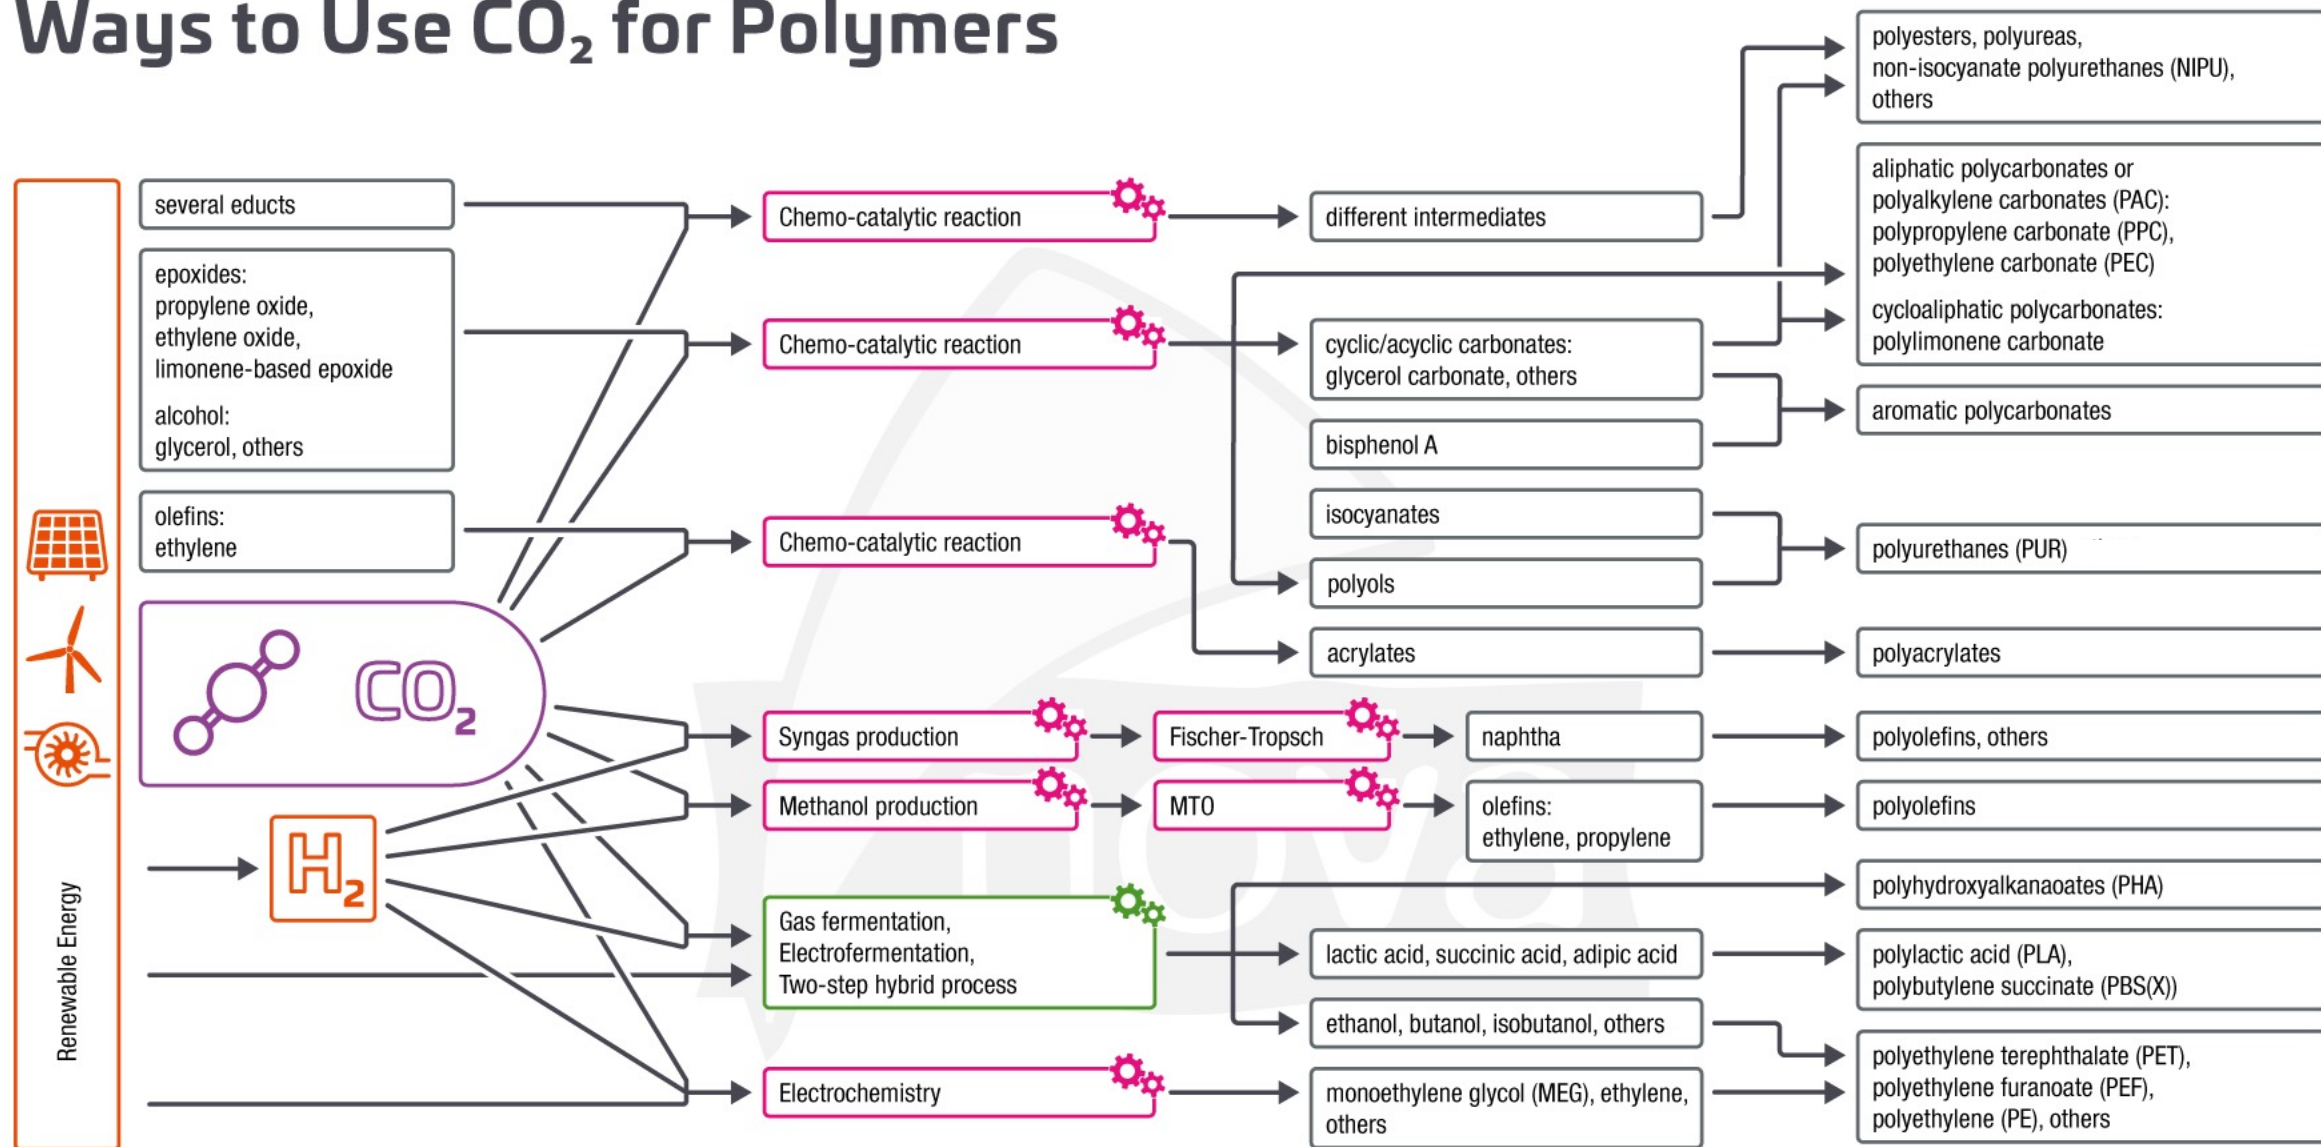 Ways to Use CO₂ for Polymers
Renewable Energy
several educts
epoxides:
propylene oxide,
ethylene oxide,
limonene-based epoxide
alcohol:
glycerol, others
olefins:
ethylene
CO₂
H₂
Chemo-catalytic reaction
Chemo-catalytic reaction
Chemo-catalytic reaction
Syngas production
Fischer-Tropsch
Methanol production
MTO
Gas fermentation,
Electrofermentation,
Two-step hybrid process
Electrochemistry
different intermediates
cyclic/acyclic carbonates:
glycerol carbonate, others
bisphenol A
isocyanates
polyols
acrylates
naphtha
olefins:
ethylene, propylene
lactic acid, succinic acid, adipic acid
ethanol, butanol, isobutanol, others
monoethylene glycol (MEG), ethylene,
others
polyesters, polyureas,
non-isocyanate polyurethanes (NIPU),
others
aliphatic polycarbonates or
polyalkylene carbonates (PAC):
polypropylene carbonate (PPC),
polyethylene carbonate (PEC)
cycloaliphatic polycarbonates:
polylimonene carbonate
aromatic polycarbonates
polyurethanes (PUR)
polyacrylates
polyolefins, others
polyolefins
polyhydroxyalkanaoates (PHA)
polylactic acid (PLA),
polybutylene succinate (PBS(X))
polyethylene terephthalate (PET),
polyethylene furanoate (PEF),
polyethylene (PE), others
nova